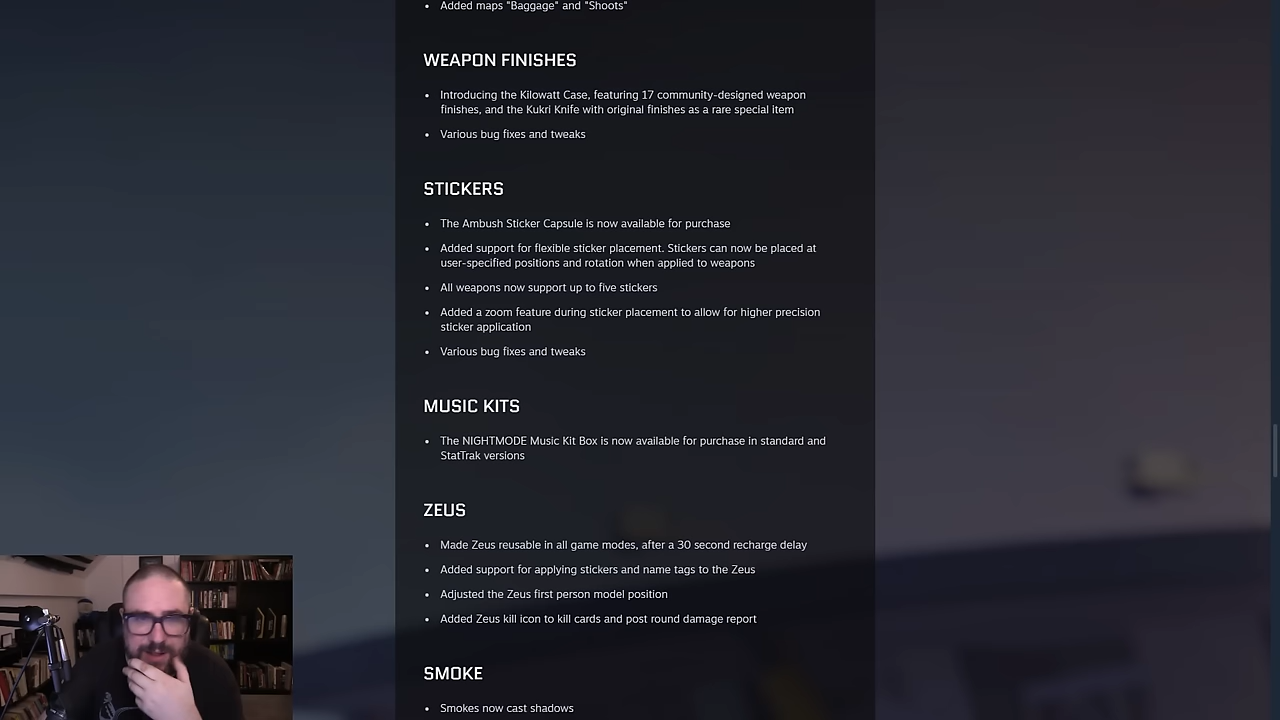 • Added maps "Baggage" and "Shoots"
WEAPON FINISHES
• Introducing the Kilowatt Case, featuring 17 community-designed weapon
finishes, and the Kukri Knife with original finishes as a rare special item
• Various bug fixes and tweaks
STICKERS
• The Ambush Sticker Capsule is now available for purchase
• Added support for flexible sticker placement. Stickers can now be placed at
user-specified positions and rotation when applied to weapons
• All weapons now support up to five stickers
• Added a zoom feature during sticker placement to allow for higher precision
sticker application
• Various bug fixes and tweaks
MUSIC KITS
• The NIGHTMODE Music Kit Box is now available for purchase in standard and
StatTrak versions
ZEUS
• Made Zeus reusable in all game modes, after a 30 second recharge delay
• Added support for applying stickers and name tags to the Zeus
• Adjusted the Zeus first person model position
• Added Zeus kill icon to kill cards and post round damage report
SMOKE
• Smokes now cast shadows